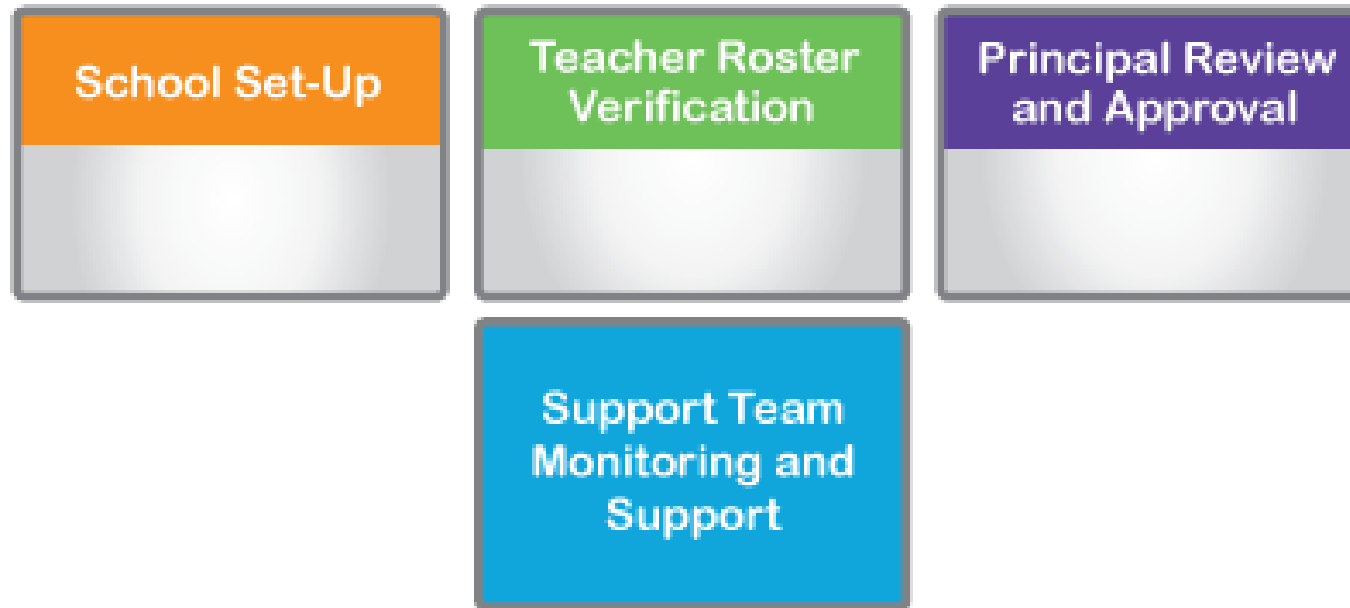 School Set-Up
Teacher Roster
Verification
Principal Review
and Approval
Support Team
Monitoring and
Support